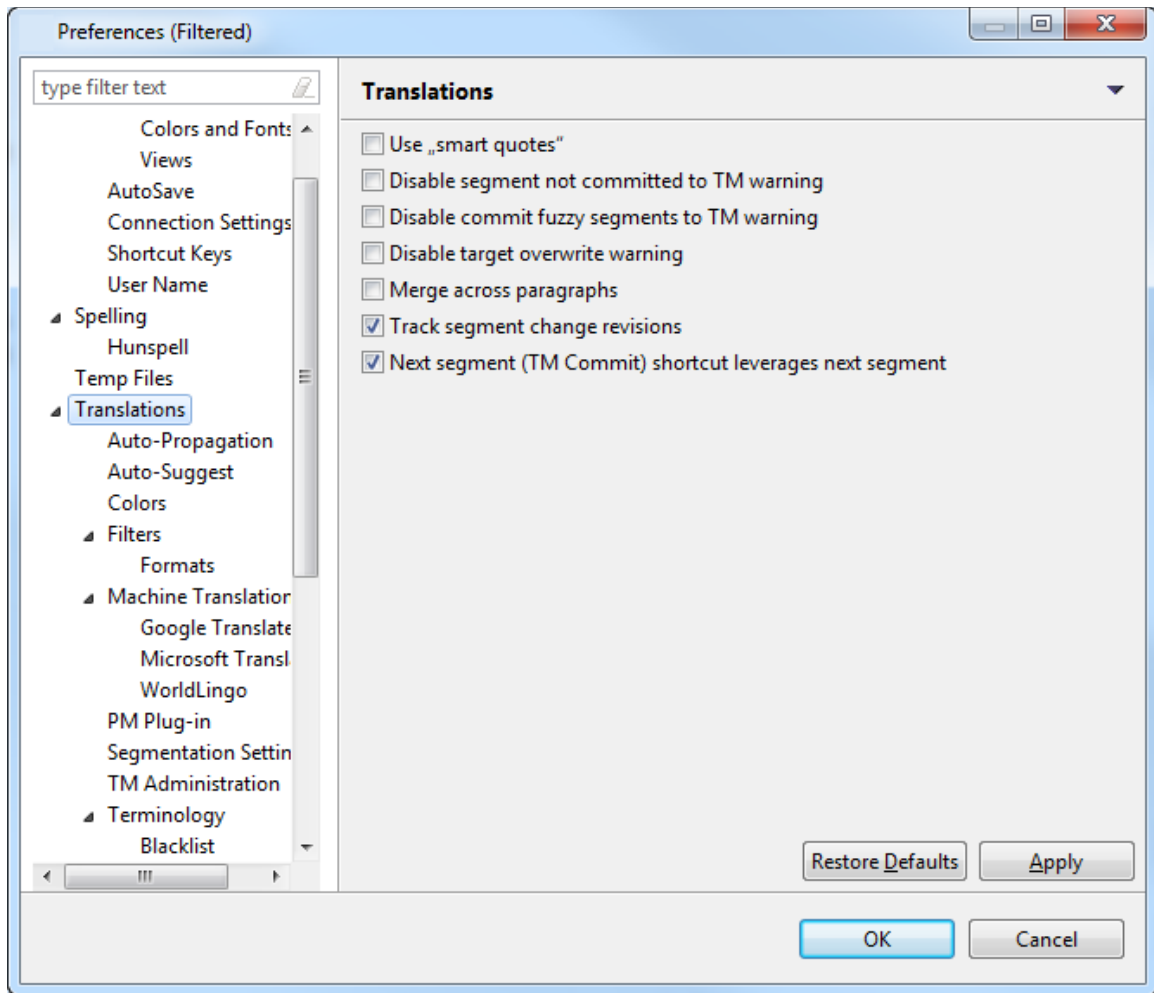 Preferences (Filtered)
type filter text
Colors and Fonts
Views
AutoSave
Connection Settings
Shortcut Keys
User Name
Spelling
Hunspell
Temp Files
Translations
Auto-Propagation
Auto-Suggest
Colors
Filters
Formats
Machine Translation
Google Translate
Microsoft Transl
WorldLingo
PM Plug-in
Segmentation Settin
TM Administration
Terminology
Blacklist
Translations
Use „smart quotes“
Disable segment not committed to TM warning
Disable commit fuzzy segments to TM warning
Disable target overwrite warning
Merge across paragraphs
Track segment change revisions
Next segment (TM Commit) shortcut leverages next segment
Restore Defaults
Apply
OK
Cancel